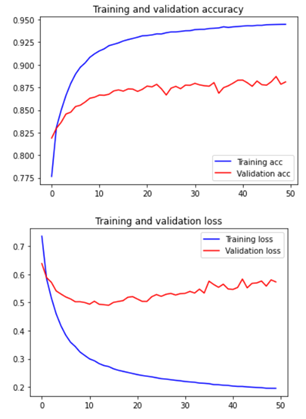 Training and validation accuracy
0.950
0.925
0.900
0.875
0.850
0.825
0.800
0.775
Training acc
Validation acc
0 10 20 30 40 50
Training and validation loss
Training loss
Validation loss
0.7
0.6
0.5
0.4
0.3
0.2
0 10 20 30 40 50